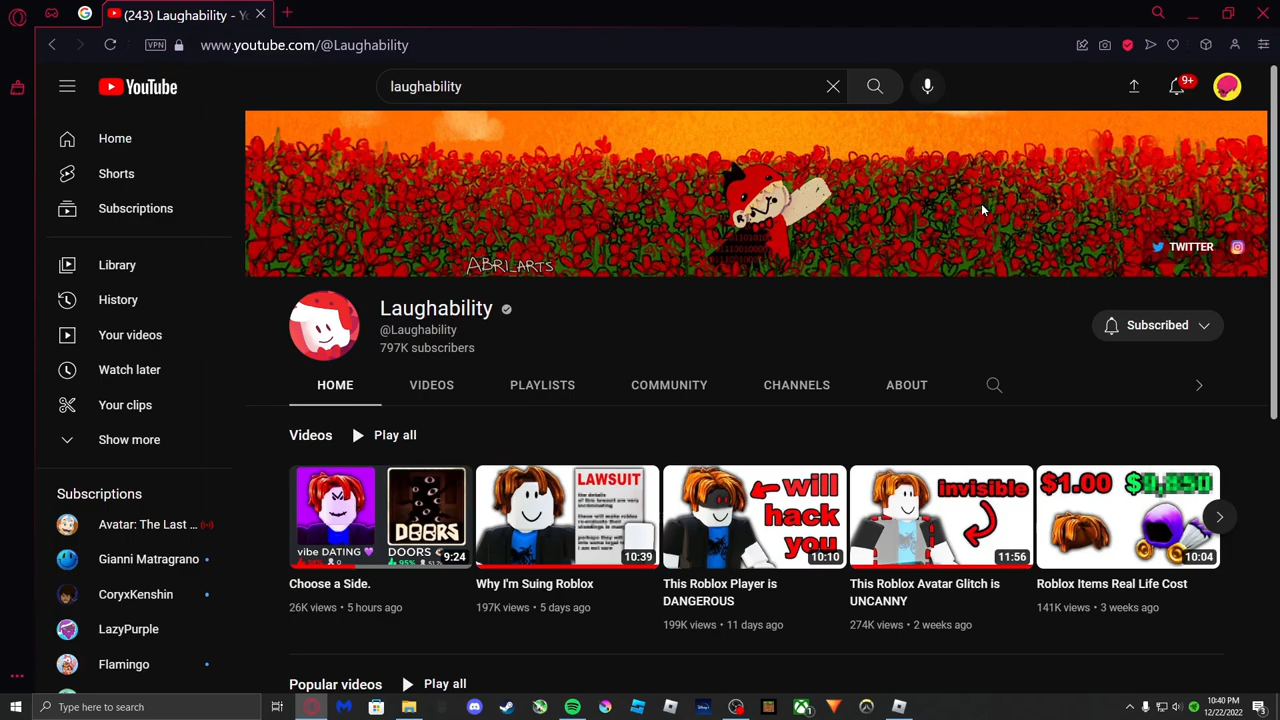 (243) Laughability - Yo
VPN
www.youtube.com/@Laughability
YouTube
laughability
9+
Home
Shorts
Subscriptions
Library
History
Your videos
Watch later
Your clips
Show more
Subscriptions
Avatar: The Last ...
Gianni Matragrano
CoryxKenshin
LazyPurple
Flamingo
ABRI_ARTS
TWITTER
Laughability
@Laughability
797K subscribers
Subscribed
HOME
VIDEOS
PLAYLISTS
COMMUNITY
CHANNELS
ABOUT
Videos
Play all
vibe DATING
DOORS
DOORS
9:24
LAWSUIT
10:39
will
hack
you
10:10
invisible
11:56
$1.00
10:04
Choose a Side.
26K views • 5 hours ago
Why I'm Suing Roblox
197K views • 5 days ago
This Roblox Player is
DANGEROUS
199K views • 11 days ago
This Roblox Avatar Glitch is
UNCANNY
274K views • 2 weeks ago
Roblox Items Real Life Cost
141K views • 3 weeks ago
Popular videos
Play all
Type here to search
10:40 PM
12/22/2022